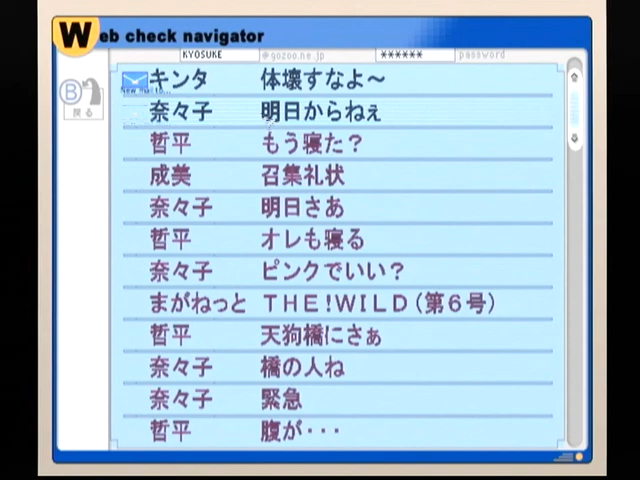 Web check navigator
KYOSUKE @gozoo.ne.jp ****** password
キンタ 体壊すなよ~
New mail to...
B 戻る
奈々子 明日からねぇ
哲平 もう寝た?
成美 召集礼状
奈々子 明日さあ
哲平 オレも寝る
奈々子 ピンクでいい?
まがねっと THE!WILD(第6号)
哲平 天狗橋にさぁ
奈々子 橋の人ね
奈々子 緊急
哲平 腹が・・・